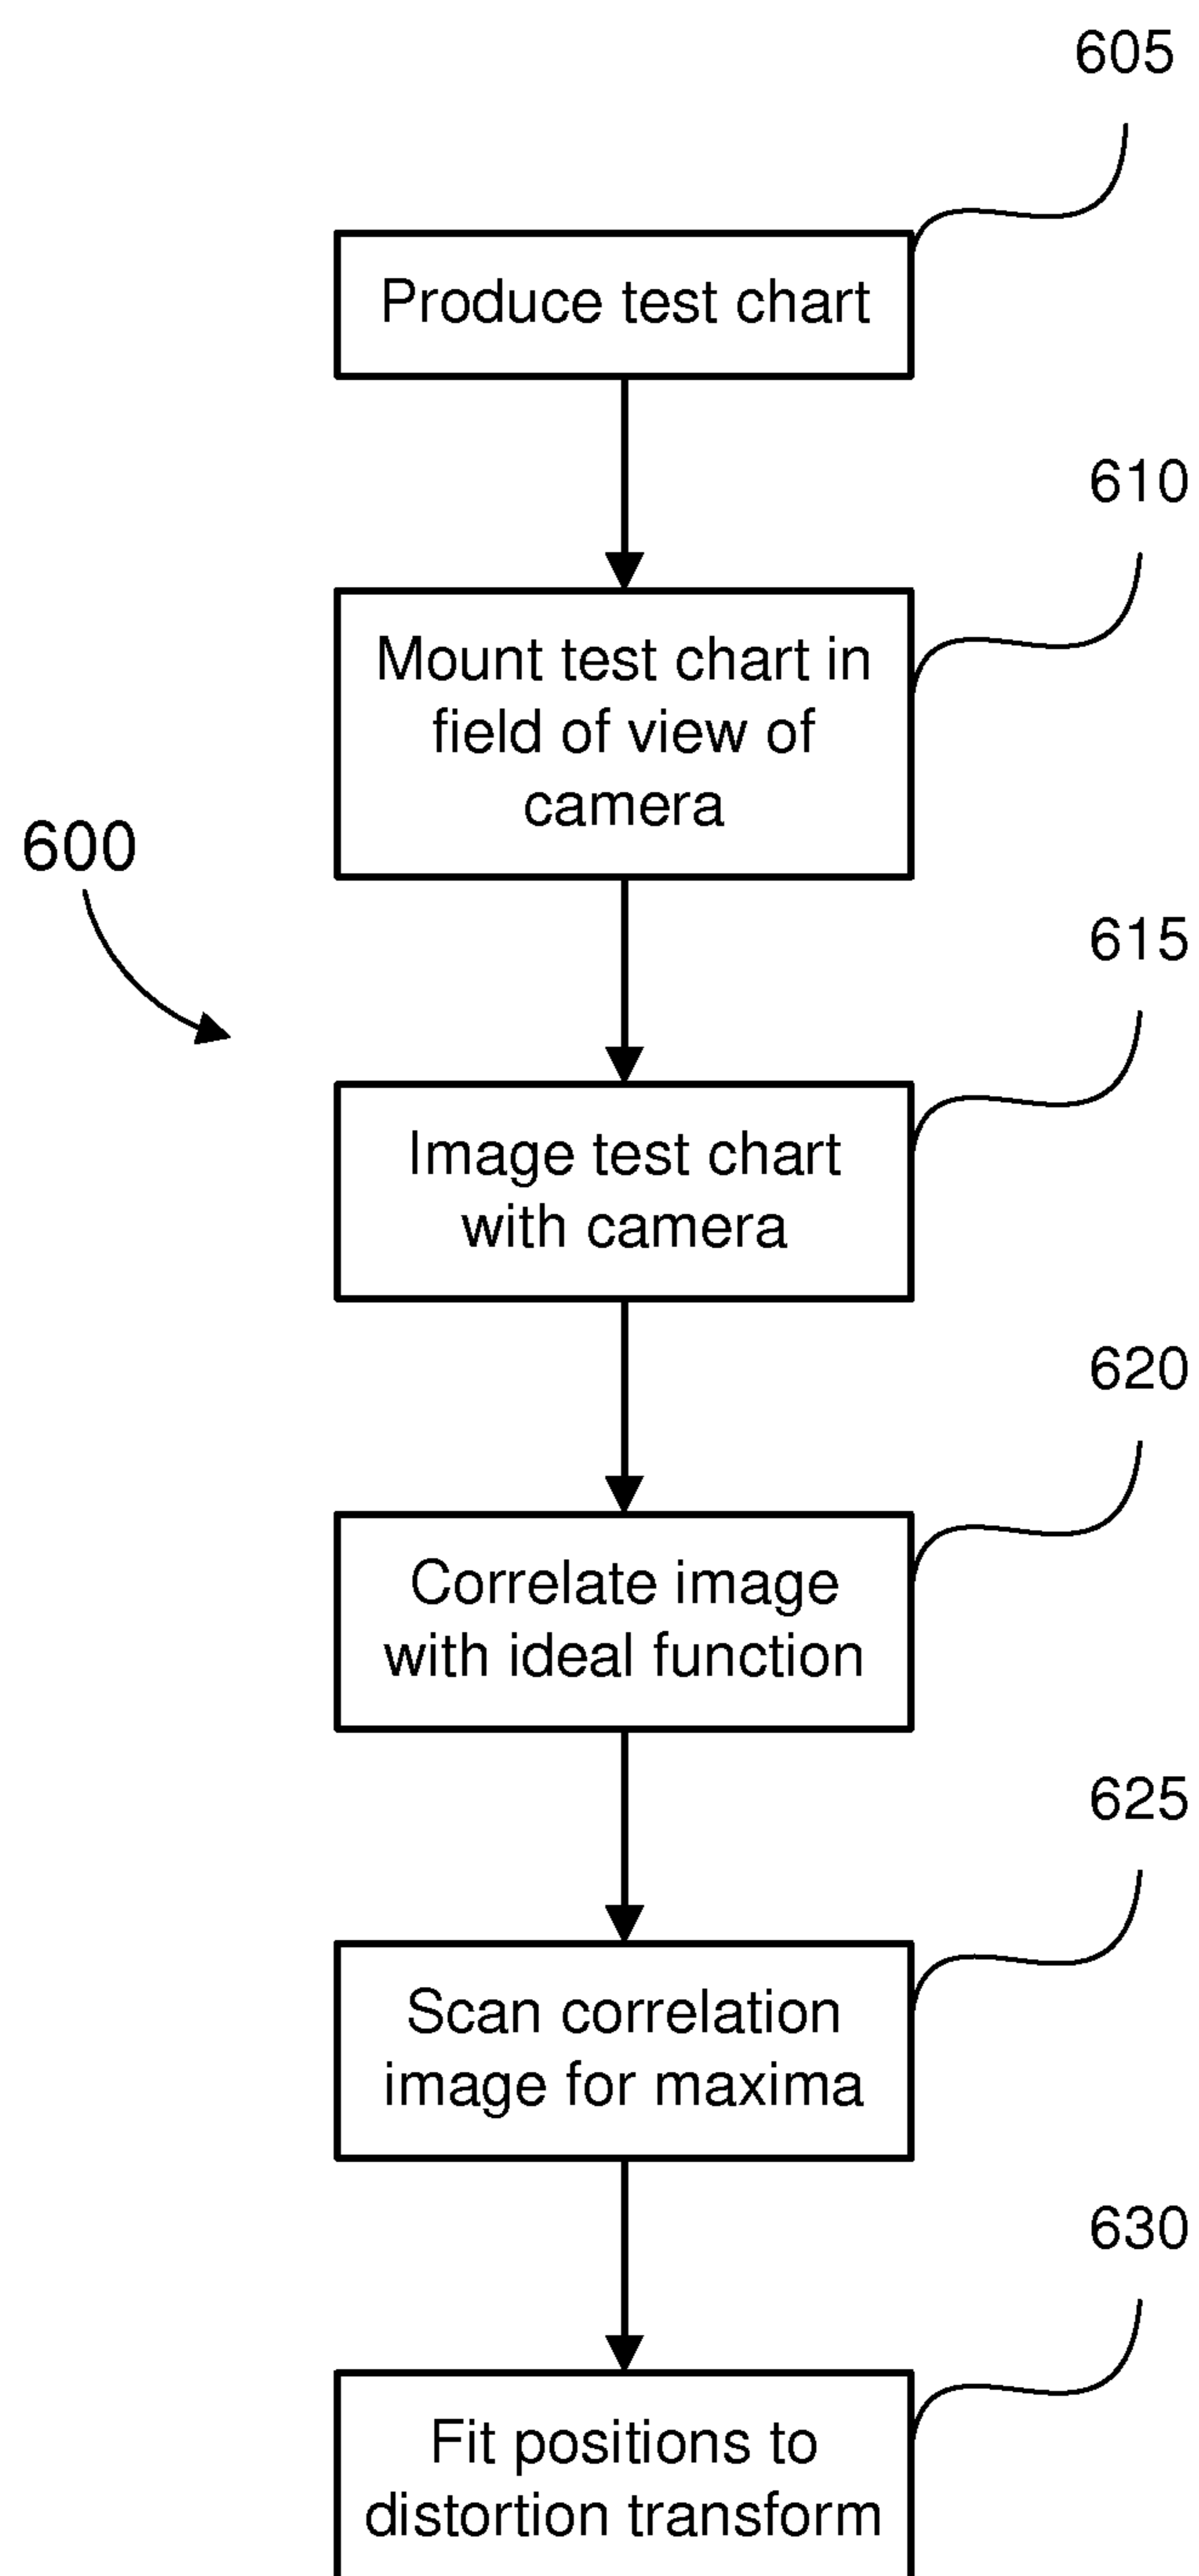 605
Produce test chart
610
Mount test chart in
field of view of
camera
600
615
Image test chart
with camera
620
Correlate image
with ideal function
625
Scan correlation
image for maxima
630
Fit positions to
distortion transform